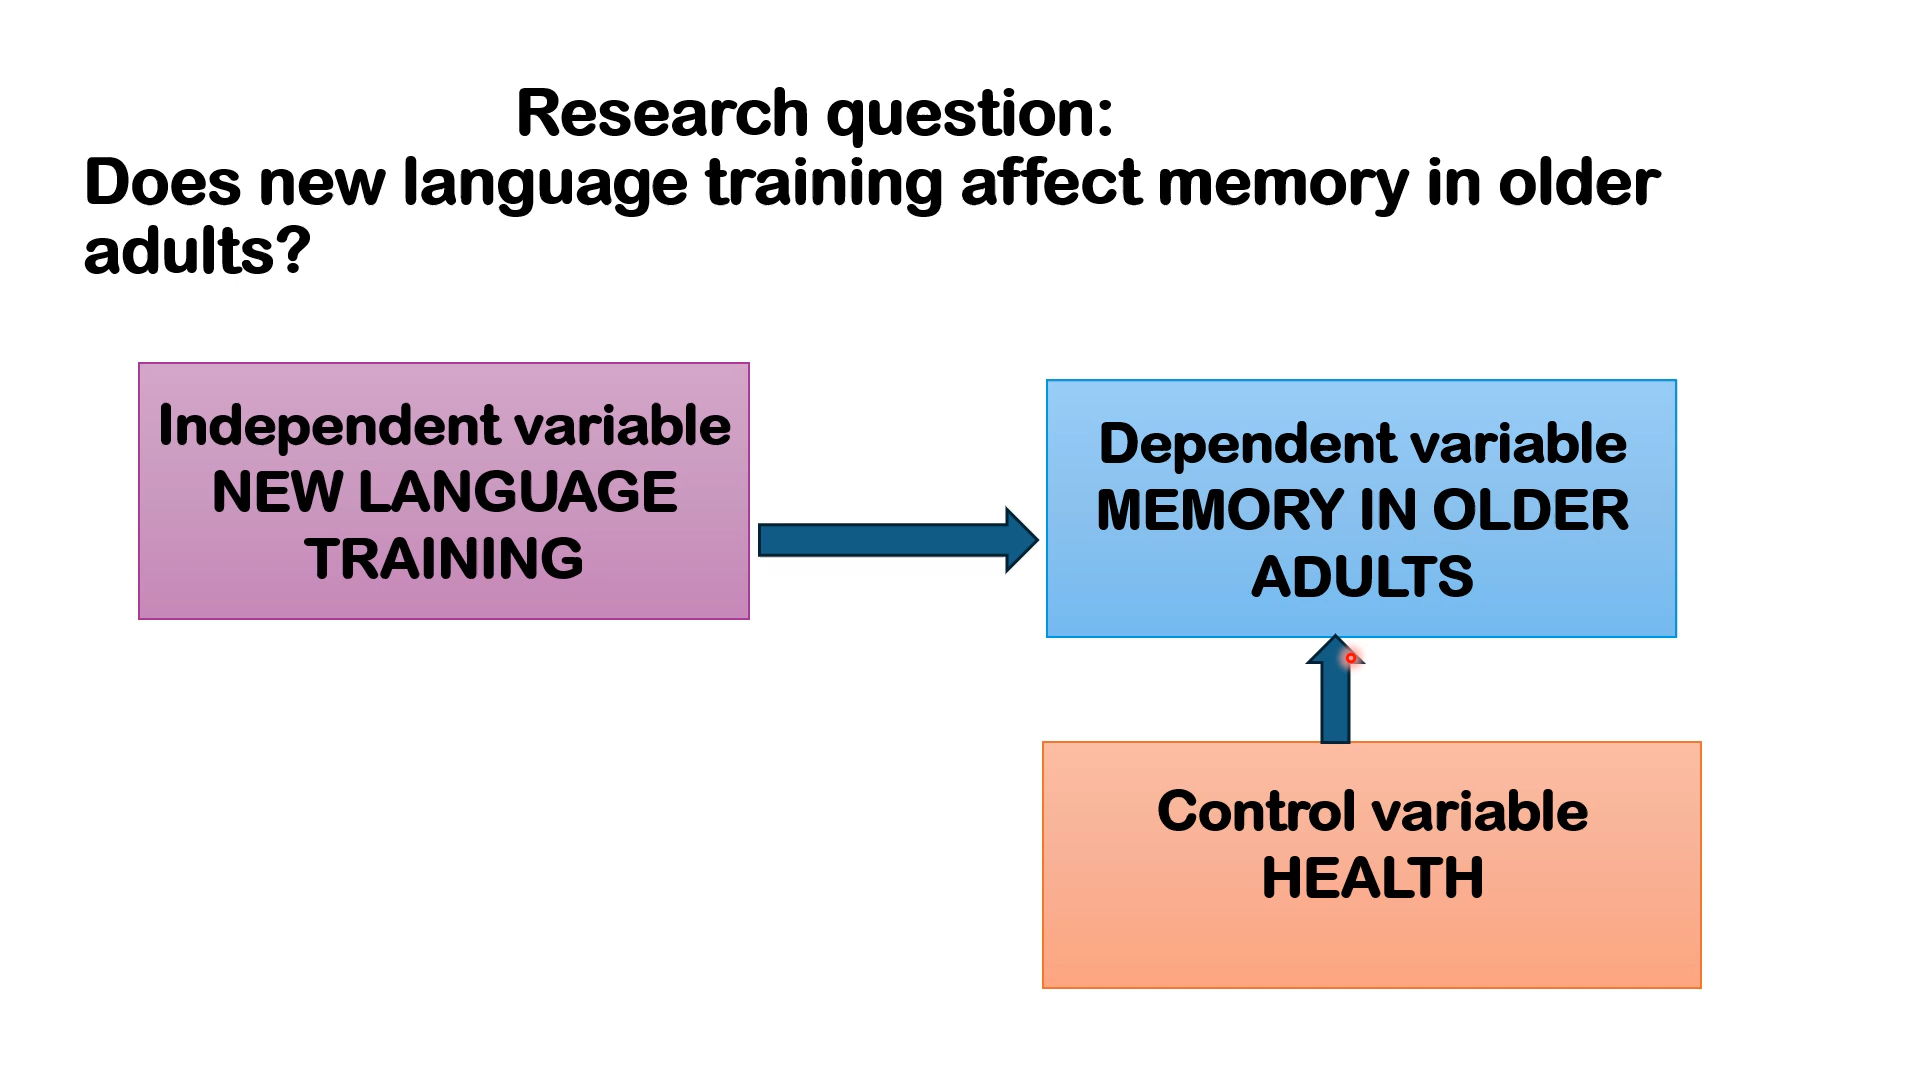 Research question:
Does new language training affect memory in older
adults?
Independent variable
NEW LANGUAGE
TRAINING
Dependent variable
MEMORY IN OLDER
ADULTS
Control variable
HEALTH